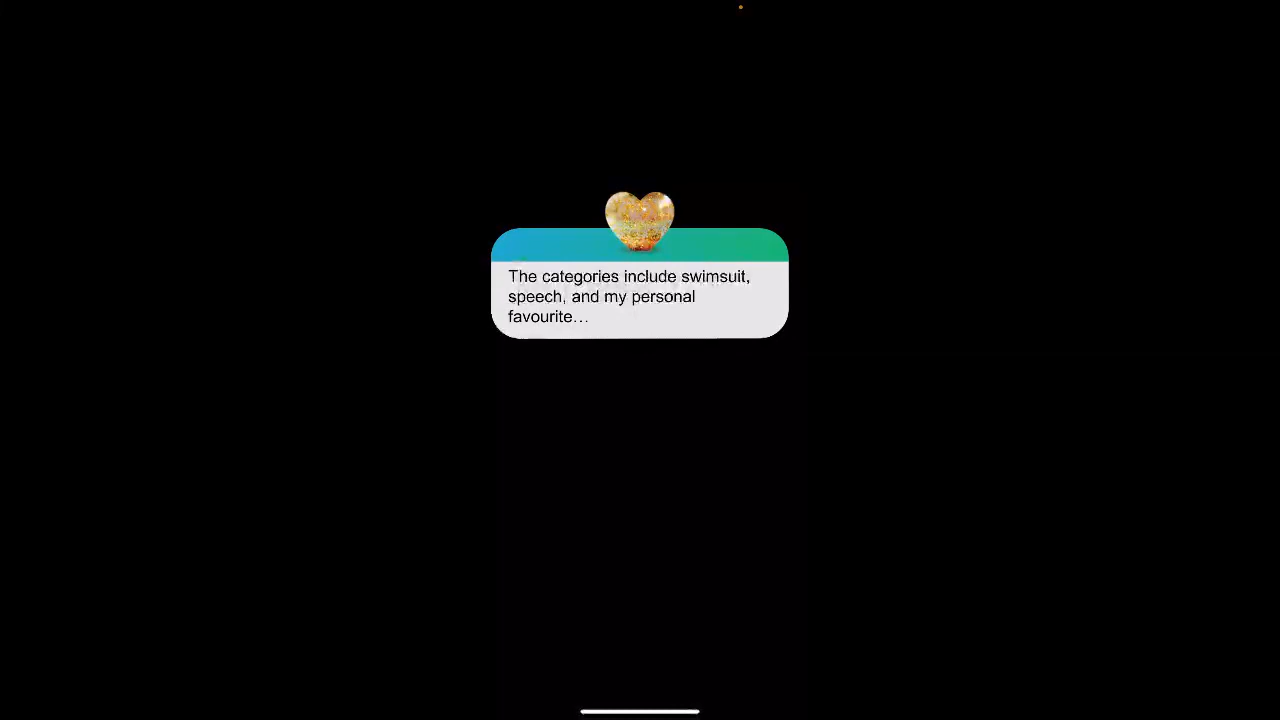 The categories include swimsuit,
speech, and my personal
favourite…